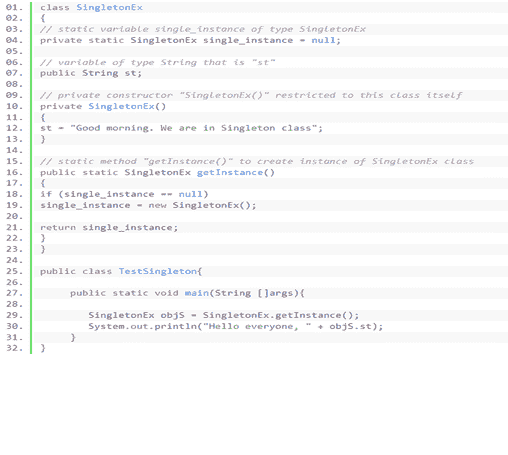 01. class SingletonEx
02. {
03. // static variable single_instance of type SingletonEx
04. private static SingletonEx single_instance = null;
05.
06. // variable of type String that is "st"
07. public String st;
08.
09. // private constructor "SingletonEx()" restricted to this class itself
10. private SingletonEx()
11. {
12. st = "Good morning. We are in Singleton class";
13. }
14.
15. // static method "getInstance()" to create instance of SingletonEx class
16. public static SingletonEx getInstance()
17. {
18. if (single_instance == null)
19. single_instance = new SingletonEx();
20.
21. return single_instance;
22. }
23. }
24.
25. public class TestSingleton{
26.
27.     public static void main(String []args){
28.
29.        SingletonEx objS = SingletonEx.getInstance();
30.        System.out.println("Hello everyone, " + objS.st);
31.     }
32. }